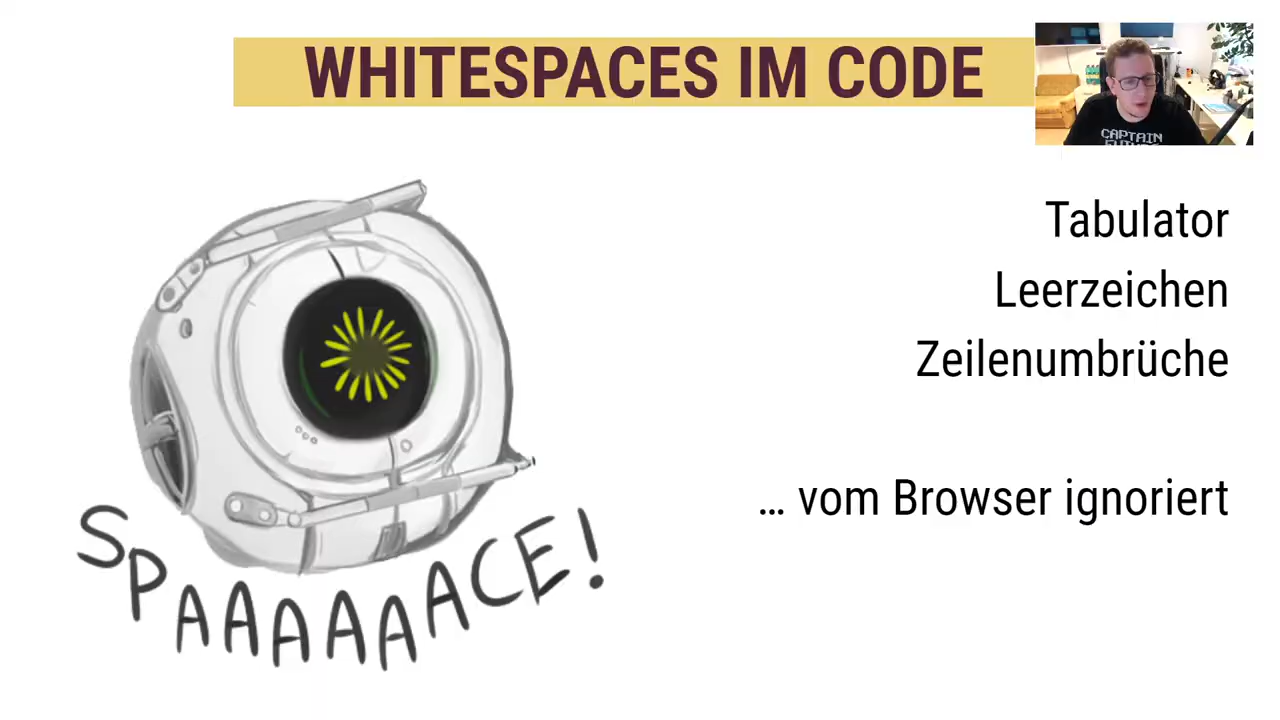 WHITESPACES IM CODE
CAPTAIN
Tabulator
Leerzeichen
Zeilenumbrüche
... vom Browser ignoriert
SPAAAAAACE!